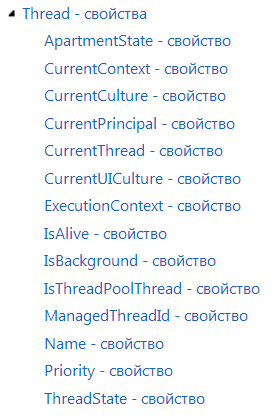 Thread - свойства
ApartmentState - свойство
CurrentContext - свойство
CurrentCulture - свойство
CurrentPrincipal - свойство
CurrentThread - свойство
CurrentUICulture - свойство
ExecutionContext - свойство
IsAlive - свойство
IsBackground - свойство
IsThreadPoolThread - свойство
ManagedThreadId - свойство
Name - свойство
Priority - свойство
ThreadState - свойство